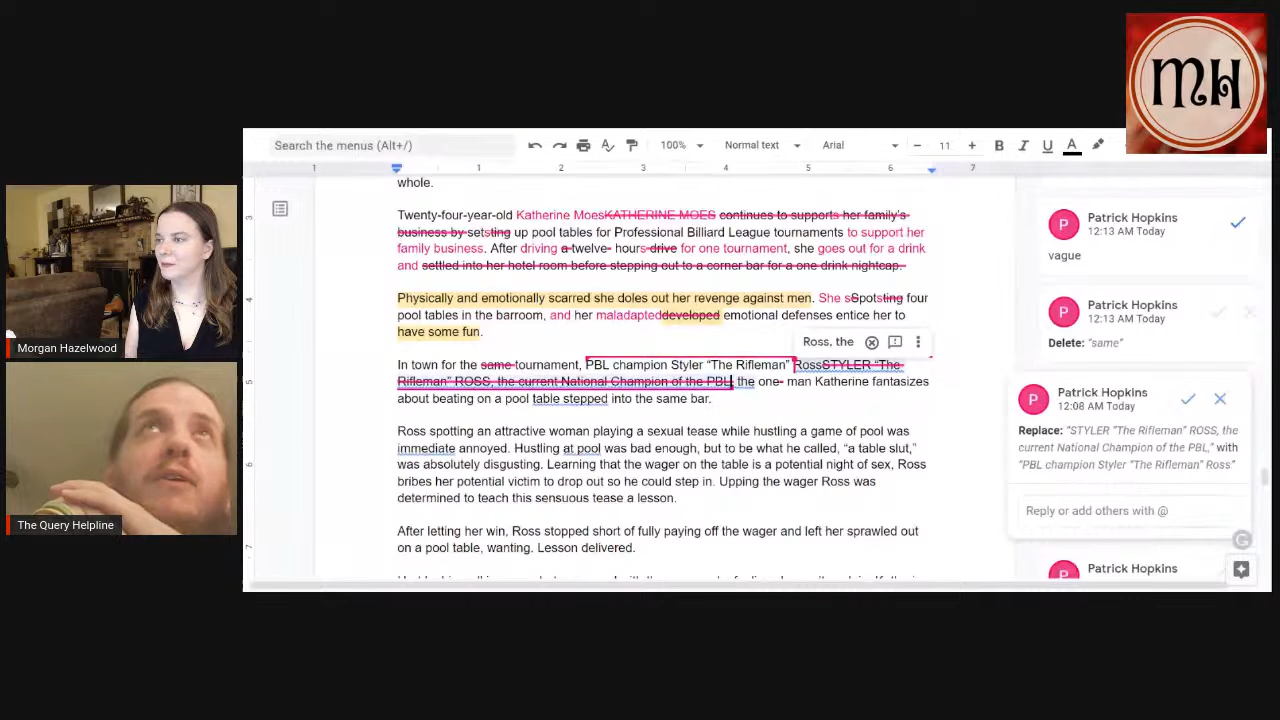 MH
Search the menus (Alt+/)
100%
Normal text
Arial
11
B
I
U
A
1
1
2
3
4
5
6
7
3
4
5
6
7
whole.
Twenty-four-year-old Katherine MoesKATHERINE MOES continues to supports her family's
business by setsting up pool tables for Professional Billiard League tournaments to support her
family business. After driving a twelve- hours drive for one tournament, she goes out for a drink
and settled into her hotel room before stepping out to a corner bar for a one drink nightcap.
Physically and emotionally scarred she doles out her revenge against men. She sSpotsting four
pool tables in the barroom, and her maladapteddeveloped emotional defenses entice her to
have some fun.
Ross, the
In town for the same tournament, PBL champion Styler “The Rifleman” RossSTYLER “The
Rifleman” ROSS, the current National Champion of the PBL, the one- man Katherine fantasizes
about beating on a pool table stepped into the same bar.
Ross spotting an attractive woman playing a sexual tease while hustling a game of pool was
immediate annoyed. Hustling at pool was bad enough, but to be what he called, “a table slut,”
was absolutely disgusting. Learning that the wager on the table is a potential night of sex, Ross
bribes her potential victim to drop out so he could step in. Upping the wager Ross was
determined to teach this sensuous tease a lesson.
After letting her win, Ross stopped short of fully paying off the wager and left her sprawled out
on a pool table, wanting. Lesson delivered.
P
Patrick Hopkins
12:13 AM Today
vague
P
Patrick Hopkins
12:13 AM Today
Delete: “same”
P
Patrick Hopkins
12:08 AM Today
Replace: “STYLER “The Rifleman” ROSS, the
current National Champion of the PBL,” with
“PBL champion Styler “The Rifleman” Ross”
Reply or add others with @
G
P
Patrick Hopkins
Morgan Hazelwood
The Query Helpline